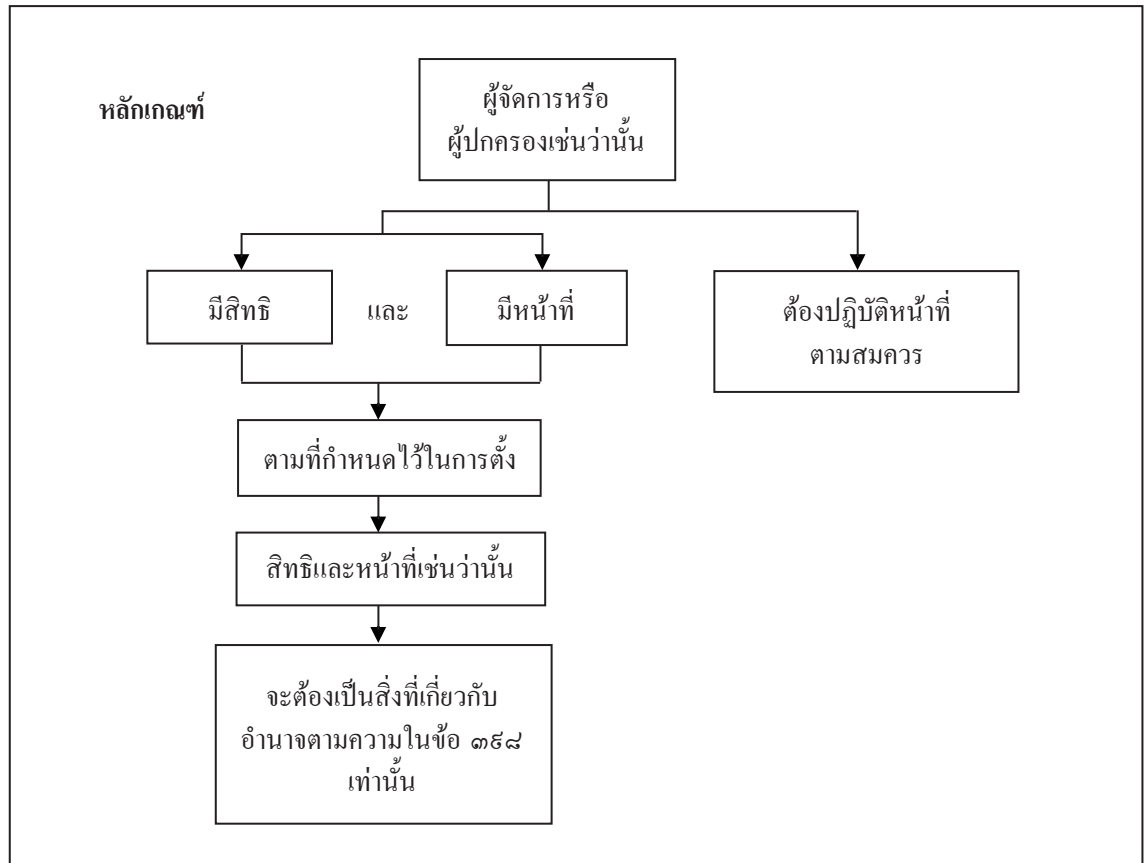 หลักเกณฑ์
ผู้จัดการหรือ
ผู้ปกครองเช่นว่านั้น
มีสิทธิ
และ
มีหน้าที่
ต้องปฏิบัติหน้าที่
ตามสมควร
ตามที่กำหนดไว้ในการตั้ง
สิทธิและหน้าที่เช่นว่านั้น
จะต้องเป็นสิ่งที่เกี่ยวกับ
อำนาจตามความในข้อ ๓๙๘
เท่านั้น